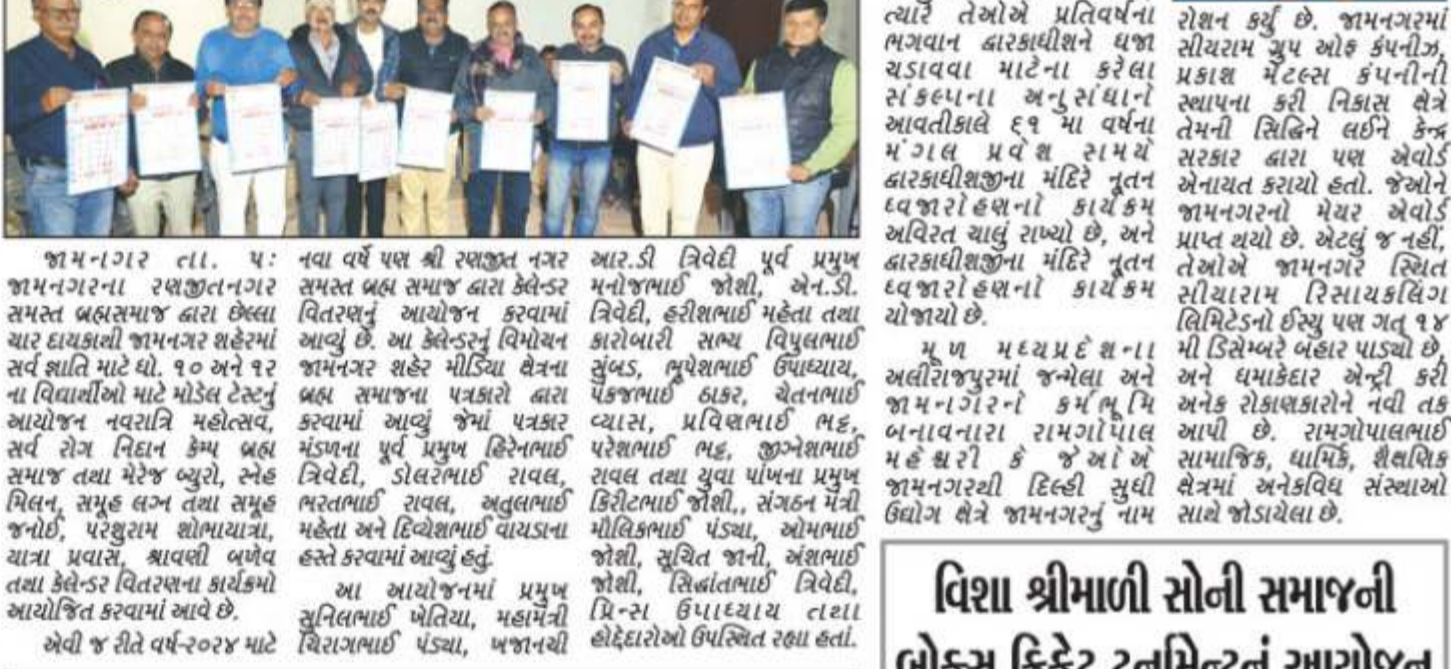 જામનગર તા. ૫ઃ
જામનગરના રણજીતનગર
સમસ્ત બ્રહ્મસમાજ દ્વારા છેલ્લા
ચાર દાયકાથી જામનગર શહેરમાં
સર્વ જ્ઞાતિ માટે ધો. ૧૦ અને ૧૨
ના વિદ્યાર્થીઓ માટે મોડેલ ટેસ્ટનું
આયોજન નવરાત્રિ મહોત્સવ,
સર્વ રોગ નિદાન કેમ્પ બ્રહ્મ
સમાજ તથા મેરેજ બ્યુરો, સ્નેહ
મિલન, સમૂહ લગ્ન તથા સમૂહ
જનોઈ, પરશુરામ શોભાયાત્રા,
યાત્રા પ્રવાસ, શ્રાવણી બળેવ
તથા કેલેન્ડર વિતરણના કાર્યક્રમો
આયોજિત કરવામાં આવે છે.
એવી જ રીતે વર્ષ-૨૦૨૪ માટે
નવા વર્ષે પણ શ્રી રણજીત નગર
સમસ્ત બ્રહ્મ સમાજ દ્વારા કેલેન્ડર
વિતરણનું આયોજન કરવામાં
આવ્યું છે. આ કેલેન્ડરનું વિમોચન
જામનગર શહેર મીડિયા ક્ષેત્રના
બ્રહ્મ સમાજના પત્રકારો દ્વારા
કરવામાં આવ્યું જેમાં પત્રકાર
મંડળના પૂર્વ પ્રમુખ હિરેનભાઈ
ત્રિવેદી, ડોલરભાઈ રાવલ,
ભરતભાઈ રાવલ, અતુલભાઈ
મહેતા અને દિવ્યેશભાઈ વાયડાના
હસ્તે કરવામાં આવ્યું હતું.
આ આયોજનમાં પ્રમુખ
સુનિલભાઈ ખેતિયા, મહામંત્રી
ચિરાગભાઈ પંડ્યા, ખજાનચી
આર.ડી ત્રિવેદી પૂર્વ પ્રમુખ
મનોજભાઈ જોશી, એન.ડી.
ત્રિવેદી, હરીશભાઈ મહેતા તથા
કારોબારી સભ્ય વિપુલભાઈ
સુંબડ, ભુપેશભાઈ ઉપાધ્યાય,
પંકજભાઈ ઠાકર, ચેતનભાઈ
વ્યાસ, પ્રવિણભાઈ ભટ્ટ,
પરેશભાઈ ભટ્ટ, જીગ્નેશભાઈ
રાવલ તથા યુવા પાંખના પ્રમુખ
કિરીટભાઈ જોશી,, સંગઠન મંત્રી
મૌલિકભાઈ પંડ્યા, ઓમભાઈ
જોશી, સૂચિત જાની, અંશભાઈ
જોશી, સિદ્ધાંતભાઈ ત્રિવેદી,
પ્રિન્સ ઉપાધ્યાય તથા
હોદ્દેદારોઓ ઉપસ્થિત રહ્યા હતાં.
ત્યારે તેઓએ પ્રતિવર્ષના
ભગવાન દ્વારકાધીશને ધજા
ચડાવવા માટેના કરેલા
સંકલ્પના અનુસંધાને
આવતીકાલે ૬૧ મા વર્ષના
મંગલ પ્રવેશ સમયે
દ્વારકાધીશજીના મંદિરે નૂતન
ધ્વજારોહણનો કાર્યક્રમ
અવિરત ચાલું રાખ્યો છે, અને
દ્વારકાધીશજીના મંદિરે નૂતન
ધ્વજારોહણનો કાર્યક્રમ
યોજાયો છે.
મૂળ મધ્યપ્રદેશના
અલીરાજપુરમાં જન્મેલા અને
જામનગરને કર્મભૂમિ
બનાવનારા રામગોપાલ
મહેશ્વરી કે જેઓએ
જામનગરથી દિલ્હી સુધી
ઉદ્યોગ ક્ષેત્રે જામનગરનું નામ
રોશન કર્યું છે. જામનગરમાં
સીયરામ ગ્રુપ ઓફ કંપનીઝ,
પ્રકાશ મેટલ્સ કંપનીની
સ્થાપના કરી નિકાસ ક્ષેત્રે
તેમની સિદ્ધિને લઈને કેન્દ્ર
સરકાર દ્વારા પણ એવોર્ડ
એનાયત કરાયો હતો. જેઓને
જામનગરનો મેયર એવોર્ડ
પ્રાપ્ત થયો છે. એટલું જ નહીં,
તેઓએ જામનગર સ્થિત
સીયારામ રિસાયકલિંગ
લિમિટેડનો ઈસ્યુ પણ ગત્ ૧૪
મી ડિસેમ્બરે બહાર પાડ્યો છે,
અને ધમાકેદાર એન્ટ્રી કરી
અનેક રોકાણકારોને નવી તક
આપી છે. રામગોપાલભાઈ
સામાજિક, ધાર્મિક, શૈક્ષણિક
ક્ષેત્રમાં અનેકવિધ સંસ્થાઓ
સાથે જોડાયેલા છે.
વિશા શ્રીમાળી સોની સમાજની
બોક્સ ક્રિકેટ ટુર્નામેન્ટનું આયોજન